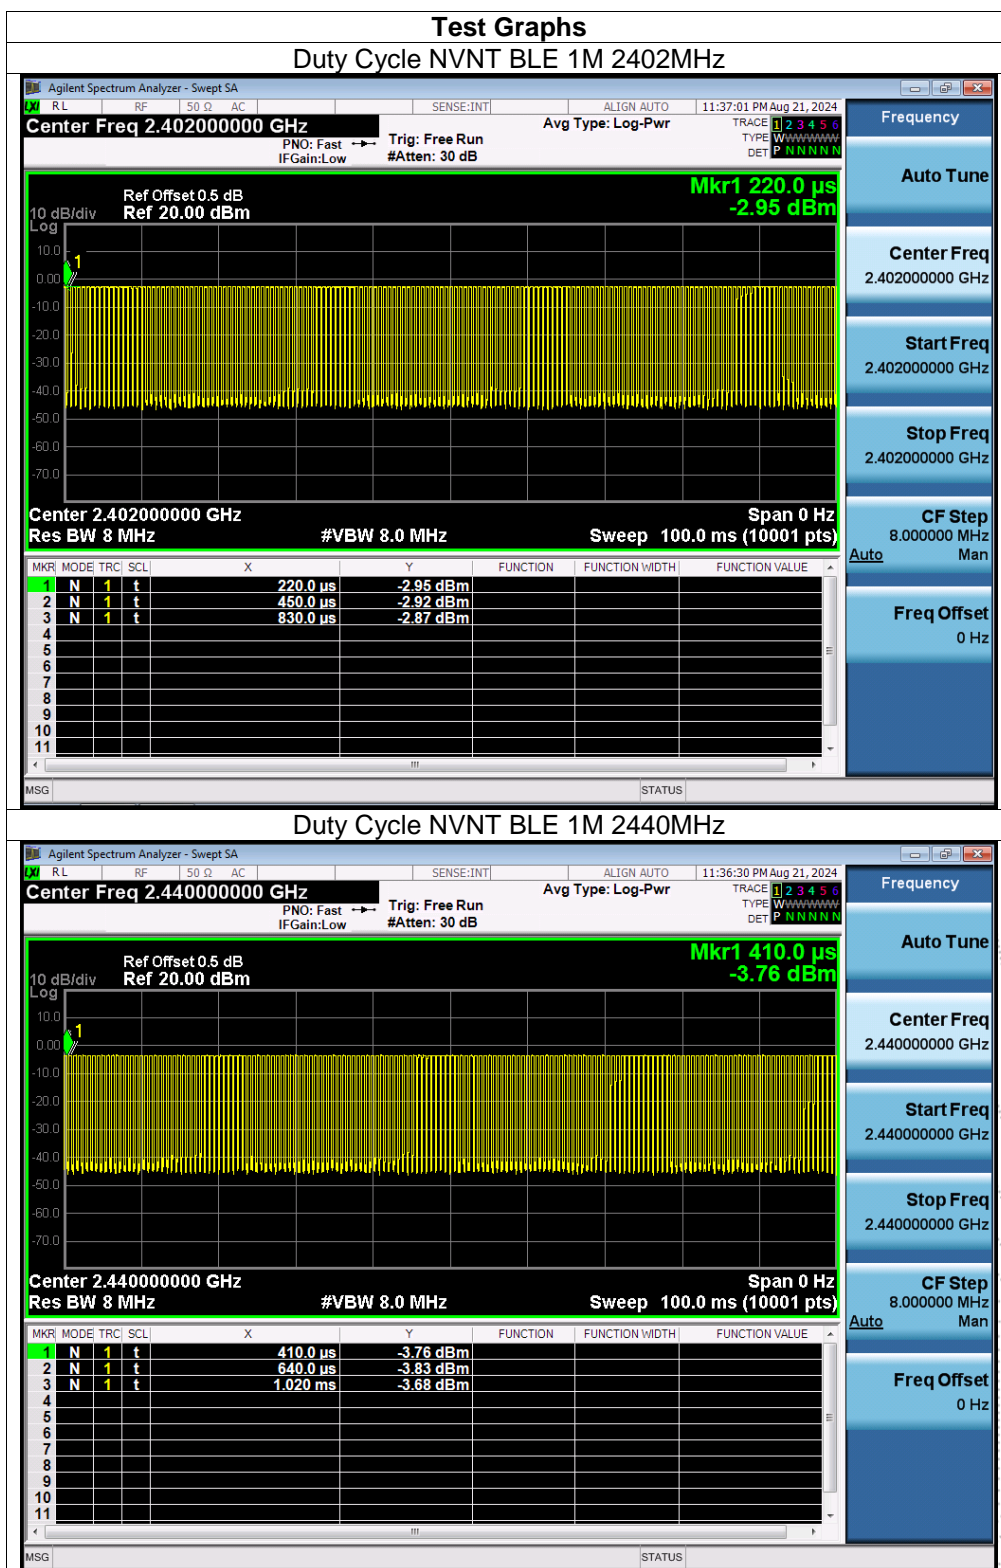 Test Graphs
Duty Cycle NVNT BLE 1M 2402MHz
Agilent Spectrum Analyzer - Swept SA
LXI RL RF 50 Ω AC SENSE:INT ALIGN AUTO 11:37:01 PM Aug 21, 2024
Center Freq 2.402000000 GHz Avg Type: Log-Pwr TRACE 1 2 3 4 5 6
PNO: Fast Trig: Free Run TYPE WWWWWW
IFGain:Low #Atten: 30 dB DET P N N N N N
Frequency
Auto Tune
Center Freq
2.402000000 GHz
Start Freq
2.402000000 GHz
Stop Freq
2.402000000 GHz
CF Step
8.000000 MHz
Auto Man
Freq Offset
0 Hz
Mkr1 220.0 µs
-2.95 dBm
Ref Offset 0.5 dB
10 dB/div Ref 20.00 dBm
Log
10.0
1
0.00
-10.0
-20.0
-30.0
-40.0
-50.0
-60.0
-70.0
Center 2.402000000 GHz Span 0 Hz
Res BW 8 MHz #VBW 8.0 MHz Sweep 100.0 ms (10001 pts)
MKR MODE TRC SCL X Y FUNCTION FUNCTION WIDTH FUNCTION VALUE
1 N 1 t 220.0 µs -2.95 dBm
2 N 1 t 450.0 µs -2.92 dBm
3 N 1 t 830.0 µs -2.87 dBm
4
5
6
7
8
9
10
11
MSG STATUS
Duty Cycle NVNT BLE 1M 2440MHz
Agilent Spectrum Analyzer - Swept SA
LXI RL RF 50 Ω AC SENSE:INT ALIGN AUTO 11:36:30 PM Aug 21, 2024
Center Freq 2.440000000 GHz Avg Type: Log-Pwr TRACE 1 2 3 4 5 6
PNO: Fast Trig: Free Run TYPE WWWWWW
IFGain:Low #Atten: 30 dB DET P N N N N N
Frequency
Auto Tune
Center Freq
2.440000000 GHz
Start Freq
2.440000000 GHz
Stop Freq
2.440000000 GHz
CF Step
8.000000 MHz
Auto Man
Freq Offset
0 Hz
Mkr1 410.0 µs
-3.76 dBm
Ref Offset 0.5 dB
10 dB/div Ref 20.00 dBm
Log
10.0
1
0.00
-10.0
-20.0
-30.0
-40.0
-50.0
-60.0
-70.0
Center 2.440000000 GHz Span 0 Hz
Res BW 8 MHz #VBW 8.0 MHz Sweep 100.0 ms (10001 pts)
MKR MODE TRC SCL X Y FUNCTION FUNCTION WIDTH FUNCTION VALUE
1 N 1 t 410.0 µs -3.76 dBm
2 N 1 t 640.0 µs -3.83 dBm
3 N 1 t 1.020 ms -3.68 dBm
4
5
6
7
8
9
10
11
MSG STATUS